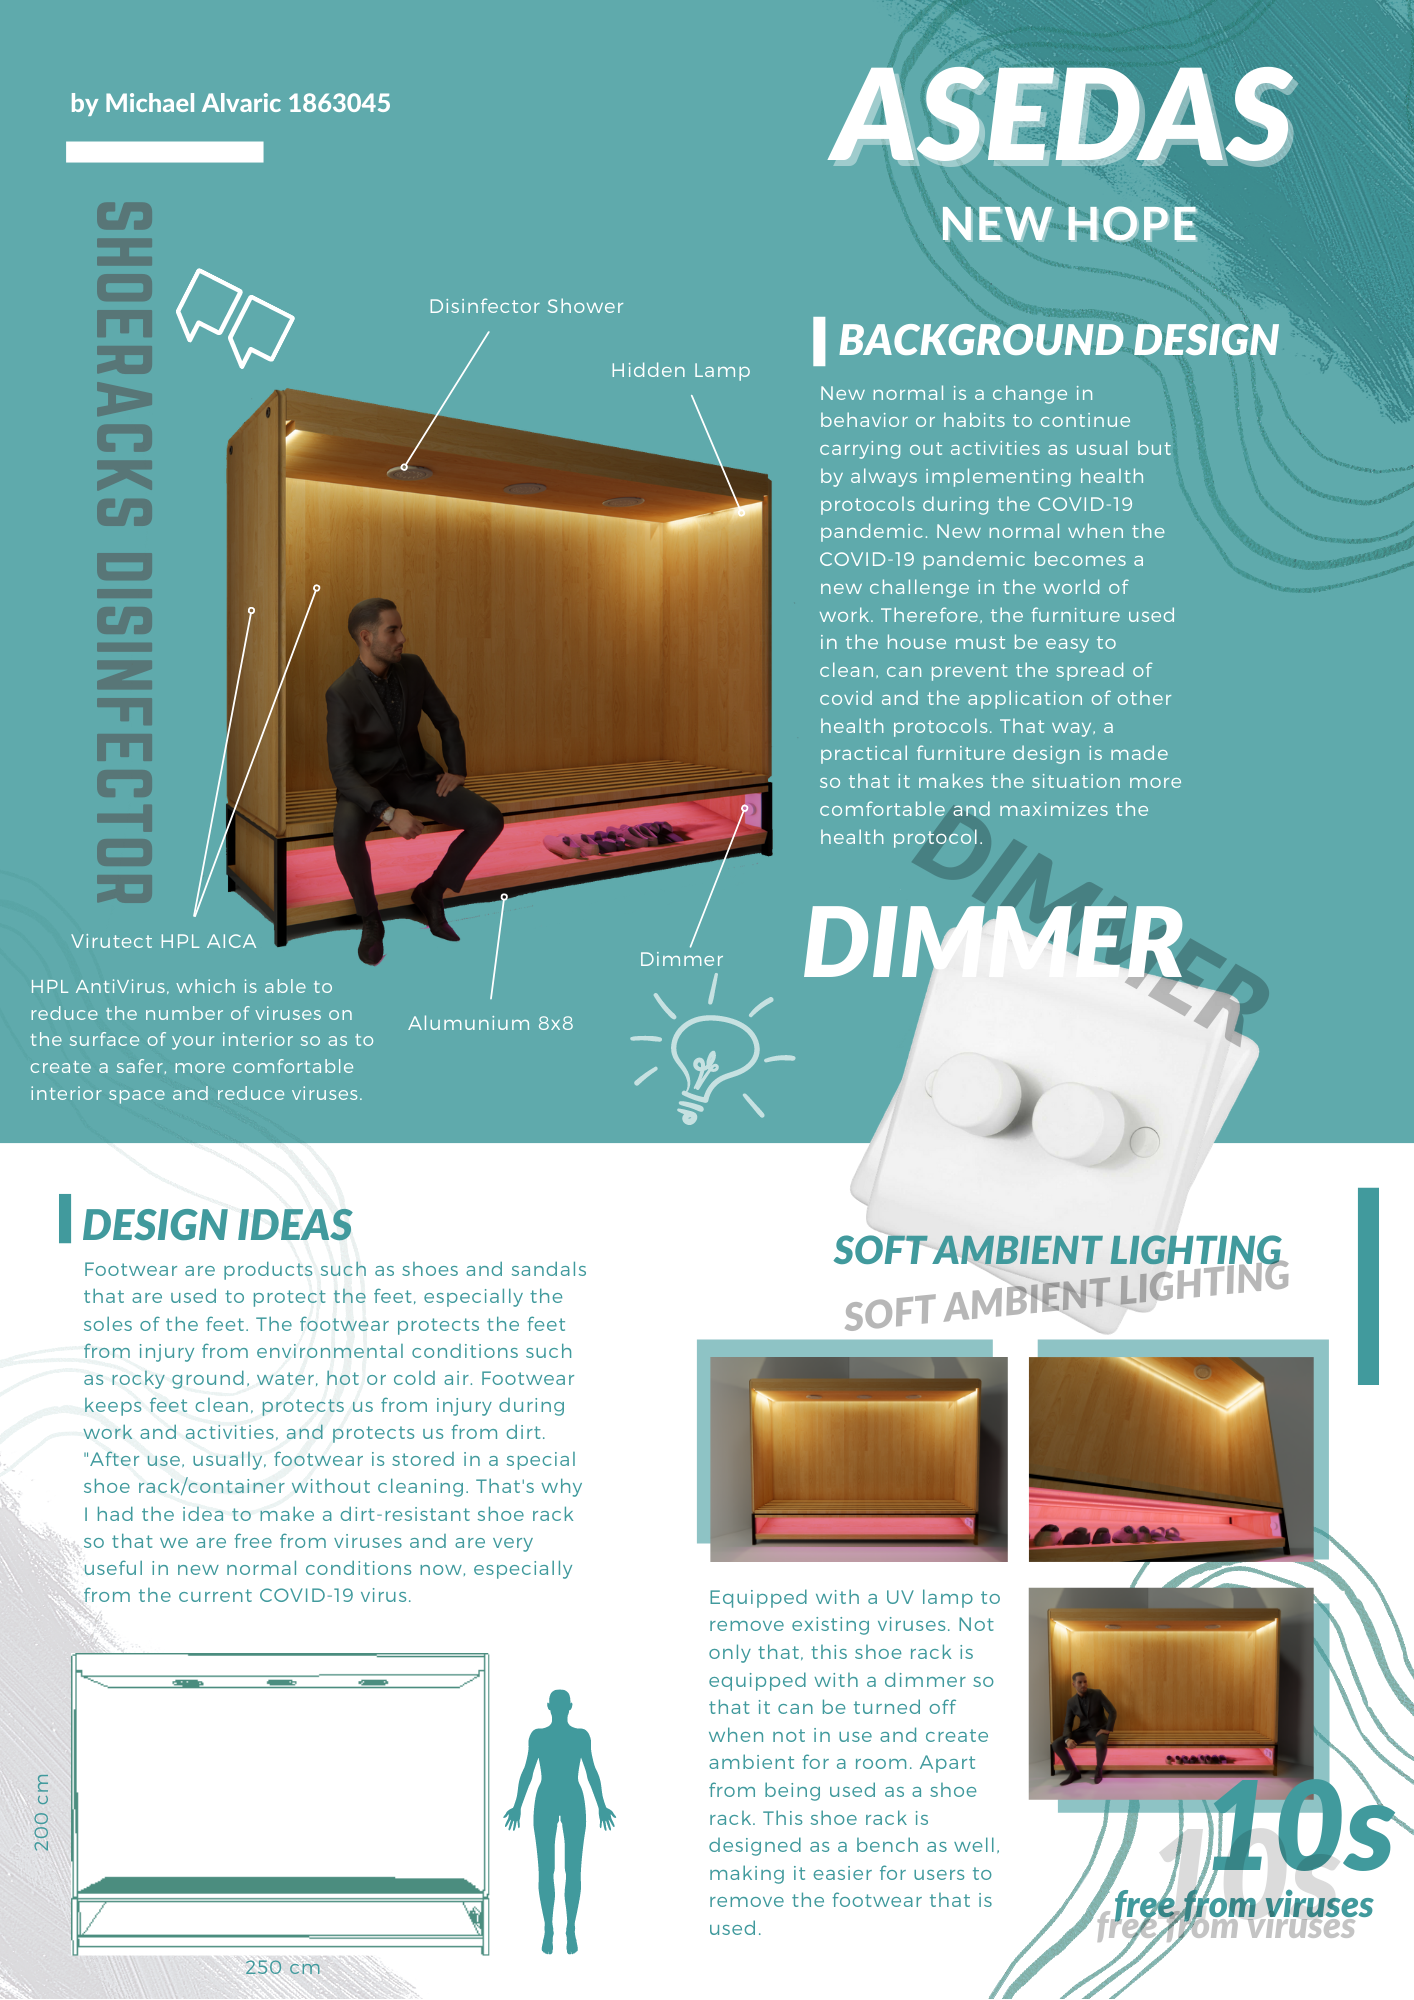 by Michael Alvaric 1863045
ASEDAS
NEW HOPE
SHOERACKS DISINFECTOR
Disinfector Shower
Hidden Lamp
Virutect HPL AICA
HPL AntiVirus, which is able to
reduce the number of viruses on
the surface of your interior so as to
create a safer, more comfortable
interior space and reduce viruses.
Alumunium 8x8
Dimmer
BACKGROUND DESIGN
New normal is a change in
behavior or habits to continue
carrying out activities as usual but
by always implementing health
protocols during the COVID-19
pandemic. New normal when the
COVID-19 pandemic becomes a
new challenge in the world of
work. Therefore, the furniture used
in the house must be easy to
clean, can prevent the spread of
covid and the application of other
health protocols. That way, a
practical furniture design is made
so that it makes the situation more
comfortable and maximizes the
health protocol.
DIMMER
DIMMER
DESIGN IDEAS
Footwear are products such as shoes and sandals
that are used to protect the feet, especially the
soles of the feet. The footwear protects the feet
from injury from environmental conditions such
as rocky ground, water, hot or cold air. Footwear
keeps feet clean, protects us from injury during
work and activities, and protects us from dirt.
"After use, usually, footwear is stored in a special
shoe rack/container without cleaning. That's why
I had the idea to make a dirt-resistant shoe rack
so that we are free from viruses and are very
useful in new normal conditions now, especially
from the current COVID-19 virus.
200 cm
250 cm
SOFT AMBIENT LIGHTING
SOFT AMBIENT LIGHTING
Equipped with a UV lamp to
remove existing viruses. Not
only that, this shoe rack is
equipped with a dimmer so
that it can be turned off
when not in use and create
ambient for a room. Apart
from being used as a shoe
rack. This shoe rack is
designed as a bench as well,
making it easier for users to
remove the footwear that is
used.
10s
10s
free from viruses
free from viruses